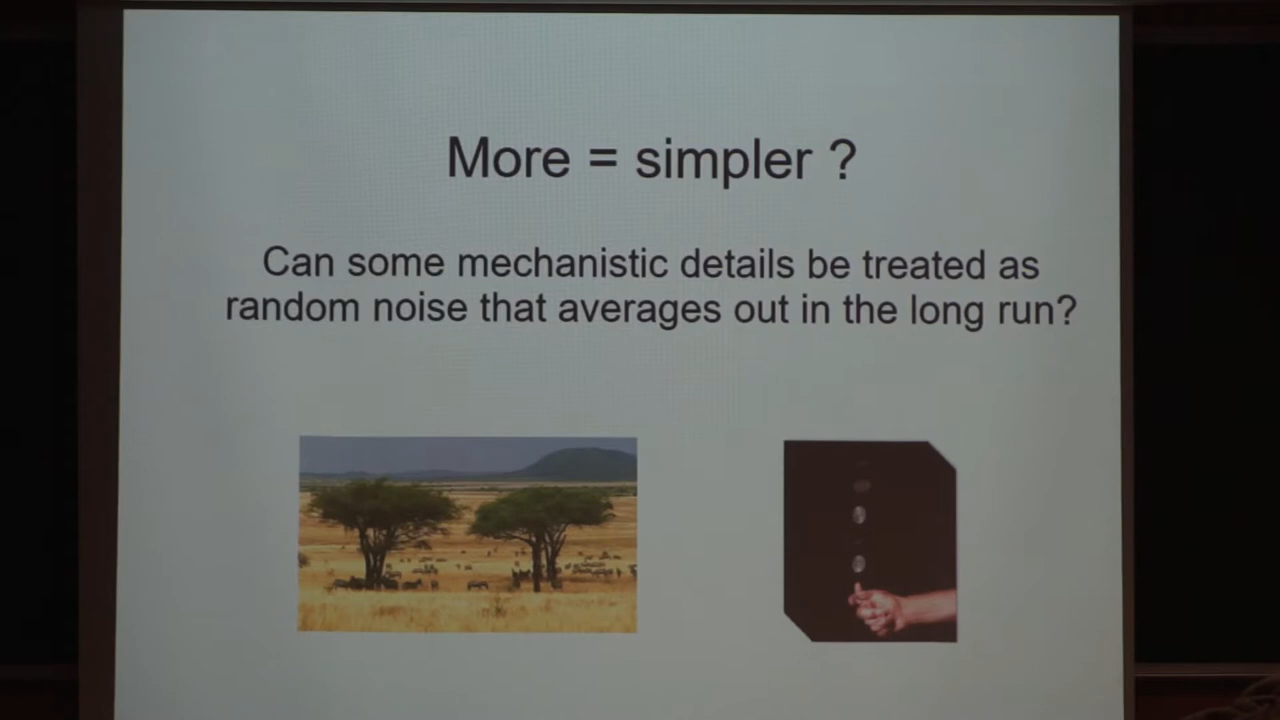 More = simpler ?
Can some mechanistic details be treated as
random noise that averages out in the long run?